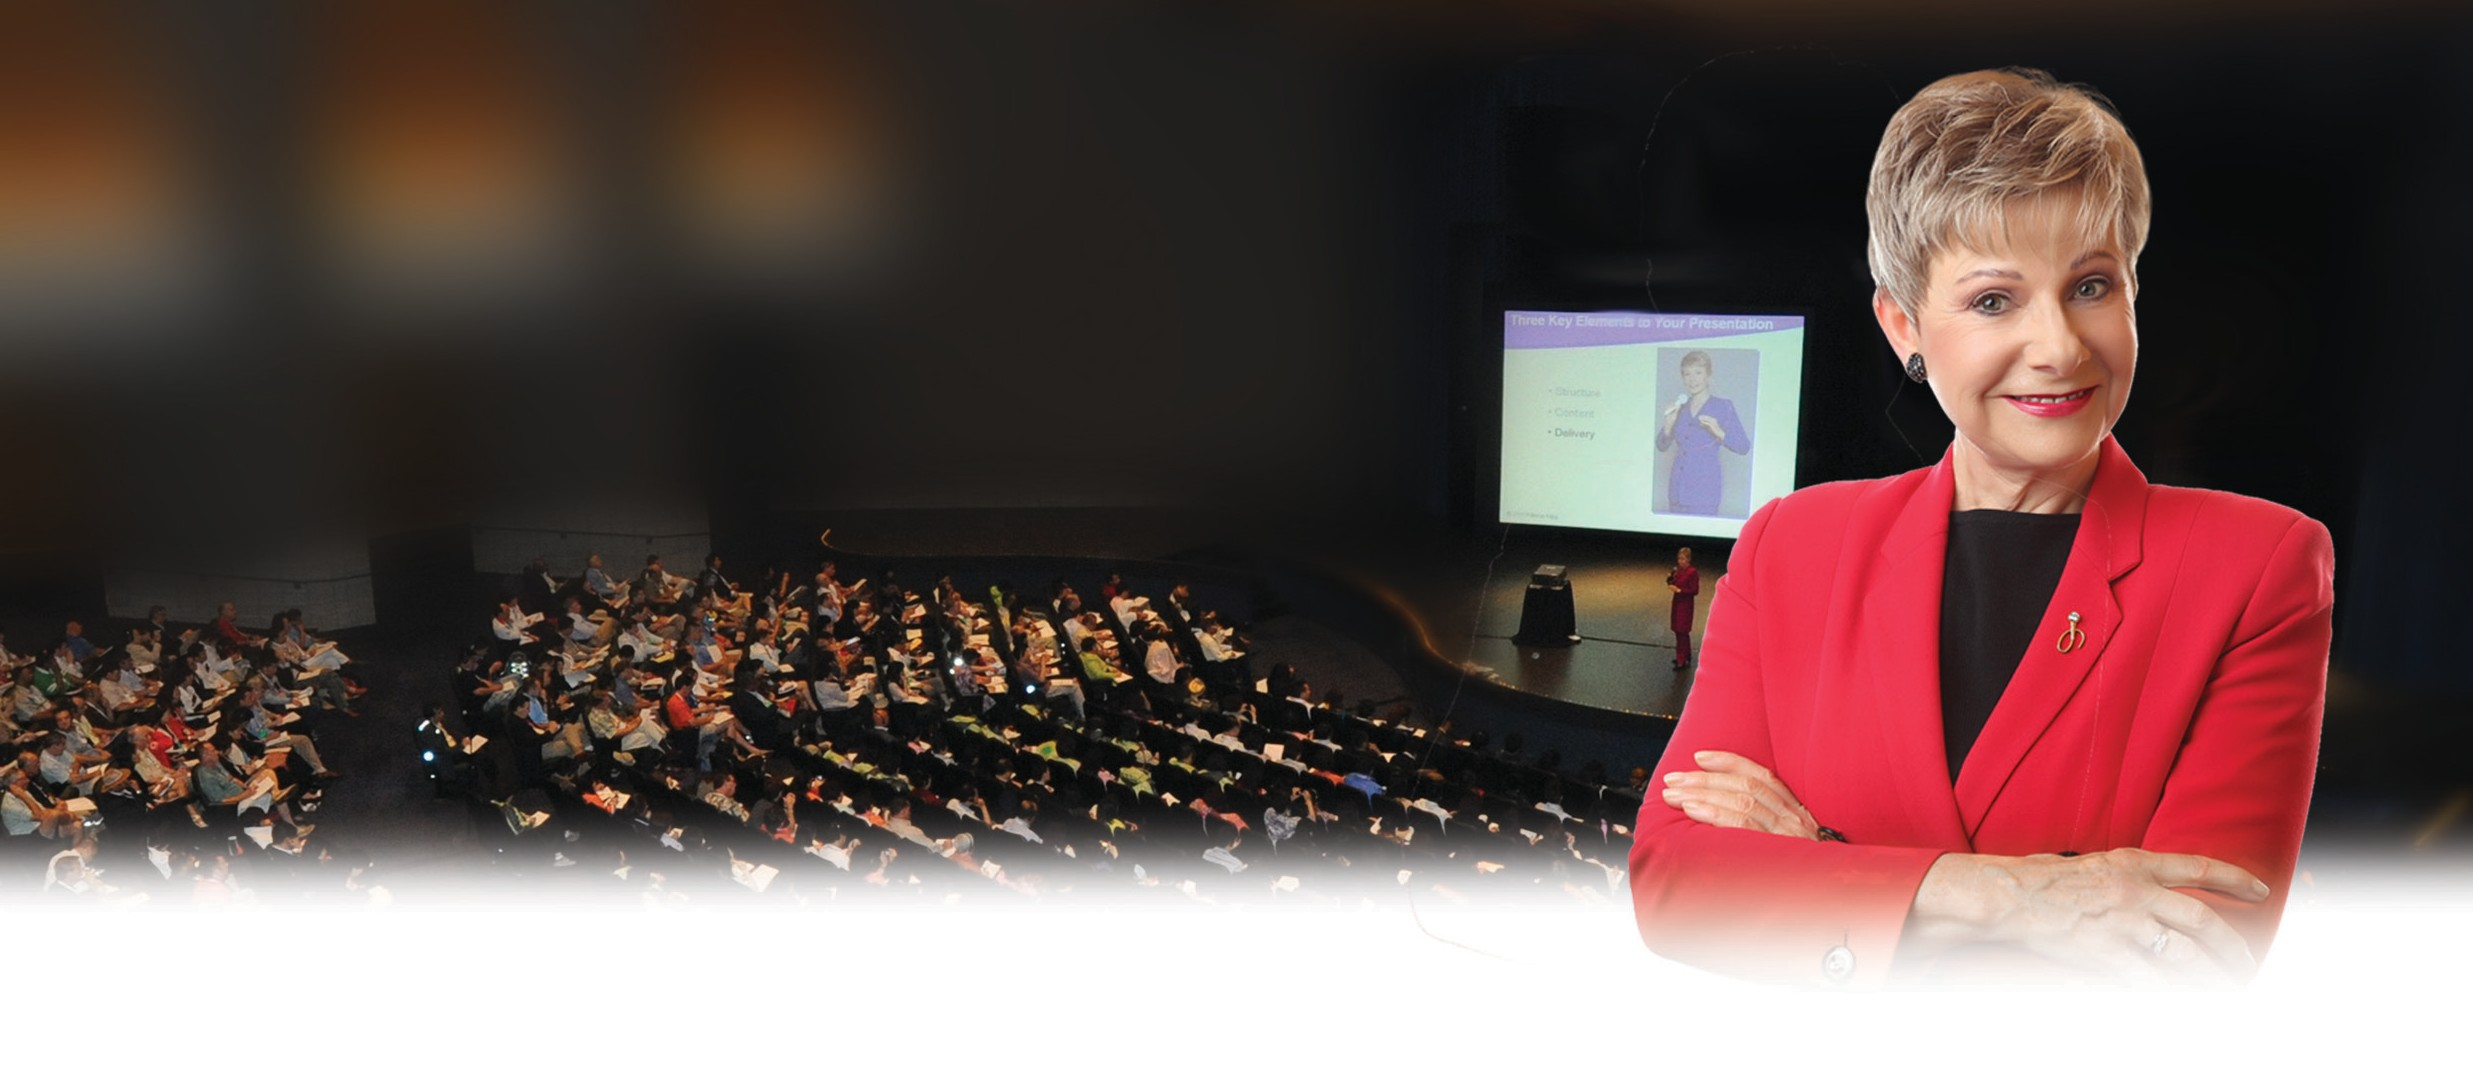 Three Key Elements to Your Presentation
• Structure
• Content
• Delivery